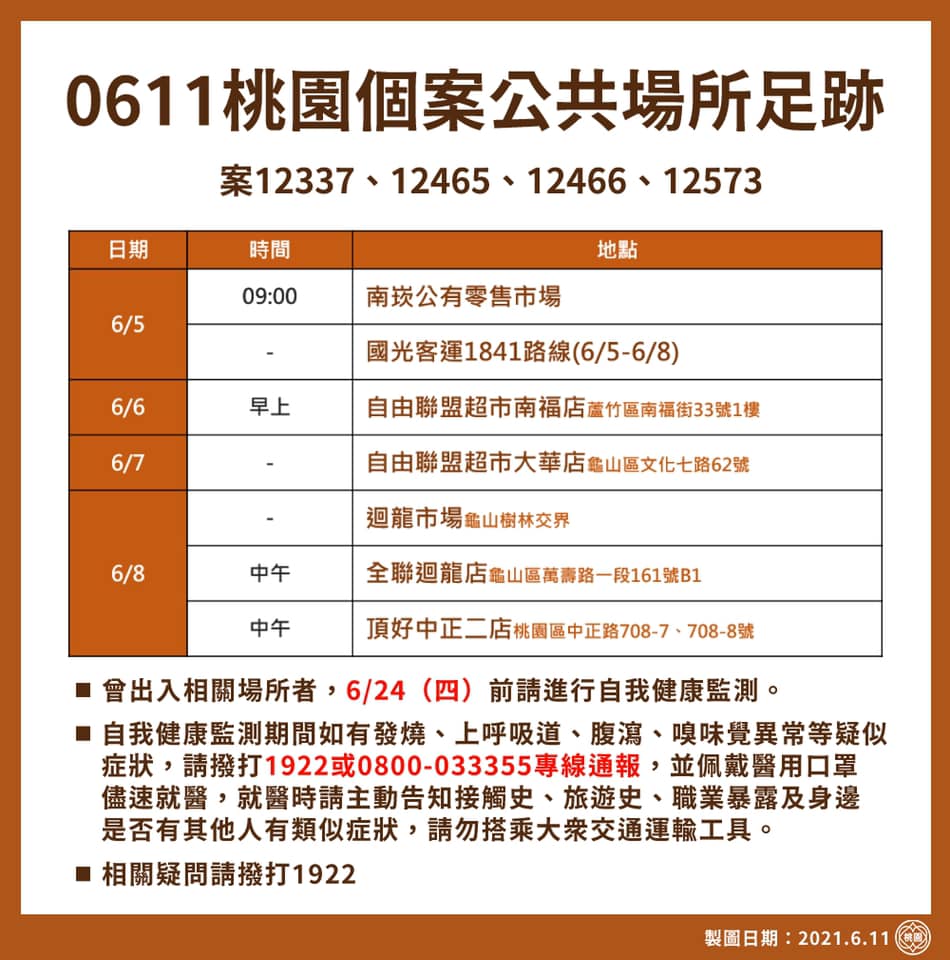 0611桃園個案公共場所足跡
案12337、12465、12466、12573
日期 時間 地點
6/5 09:00 南崁公有零售市場
- 國光客運1841路線(6/5-6/8)
6/6 早上 自由聯盟超市南福店蘆竹區南福街33號1樓
6/7 - 自由聯盟超市大華店龜山區文化七路62號
6/8 - 迴龍市場龜山樹林交界
中午 全聯迴龍店龜山區萬壽路一段161號B1
中午 頂好中正二店桃園區中正路708-7、708-8號
■ 曾出入相關場所者，6/24（四）前請進行自我健康監測。
■ 自我健康監測期間如有發燒、上呼吸道、腹瀉、嗅味覺異常等疑似
症狀，請撥打1922或0800-033355專線通報，並佩戴醫用口罩
儘速就醫，就醫時請主動告知接觸史、旅遊史、職業暴露及身邊
是否有其他人有類似症狀，請勿搭乘大眾交通運輸工具。
■ 相關疑問請撥打1922
製圖日期：2021.6.11 桃園